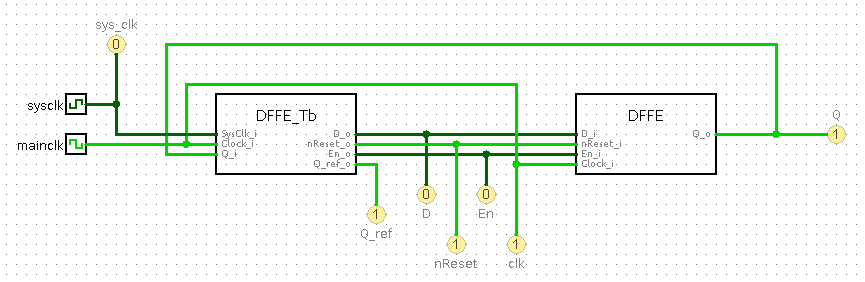 sys_clk
0
sysclk
mainclk
DFFE_Tb
SysClk_i
Clock_i
Q_i
D_o
nReset_o
En_o
Q_ref_o
DFFE
D_i
nReset_i
En_i
Clock_i
Q_o
Q
1
0
D
0
En
1
Q_ref
1
nReset
1
clk